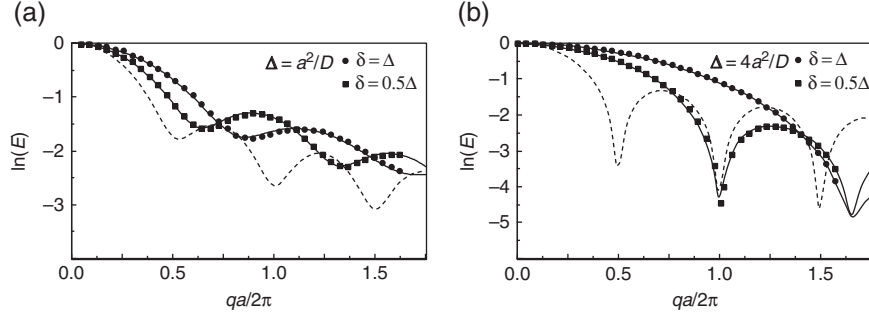 (a)
0
−1
−2
−3
ln(E)
Δ = a²/D
δ = Δ
δ = 0.5Δ
0.0
0.5
1.0
1.5
qa/2π
(b)
0
−1
−2
−3
−4
−5
ln(E)
Δ = 4a²/D
δ = Δ
δ = 0.5Δ
0.0
0.5
1.0
1.5
qa/2π